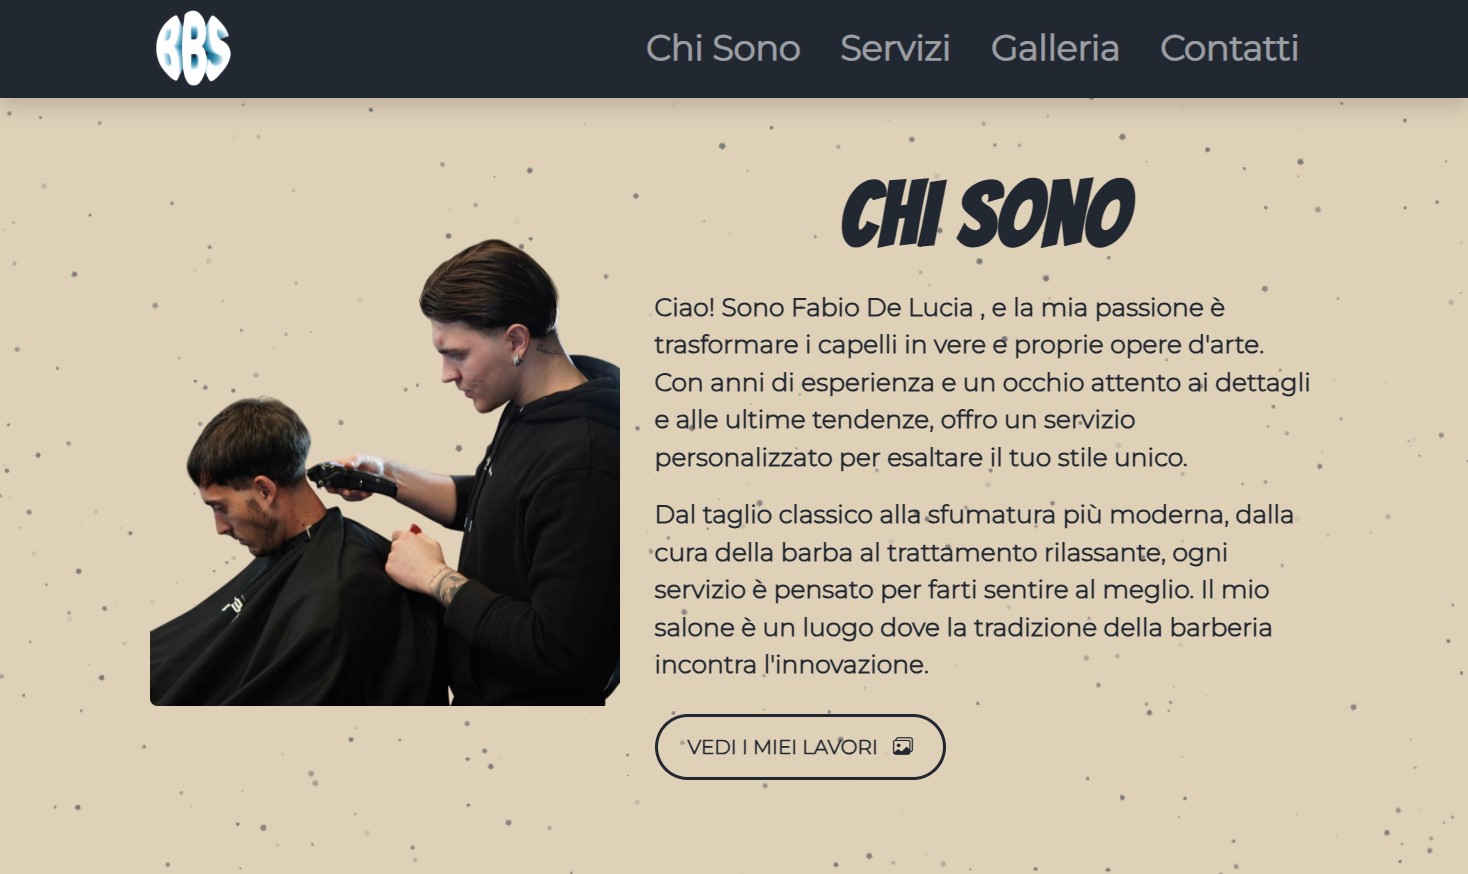 BBS
Chi Sono Servizi Galleria Contatti
CHI SONO
Ciao! Sono Fabio De Lucia , e la mia passione è
trasformare i capelli in vere e proprie opere d'arte.
Con anni di esperienza e un occhio attento ai dettagli
e alle ultime tendenze, offro un servizio
personalizzato per esaltare il tuo stile unico.
Dal taglio classico alla sfumatura più moderna, dalla
cura della barba al trattamento rilassante, ogni
servizio è pensato per farti sentire al meglio. Il mio
salone è un luogo dove la tradizione della barberia
incontra l'innovazione.
VEDI I MIEI LAVORI